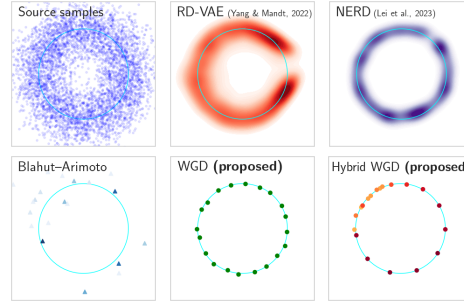 Source samples
RD-VAE (Yang & Mandt, 2022)
NERD (Lei et al., 2023)
Blahut–Arimoto
WGD (proposed)
Hybrid WGD (proposed